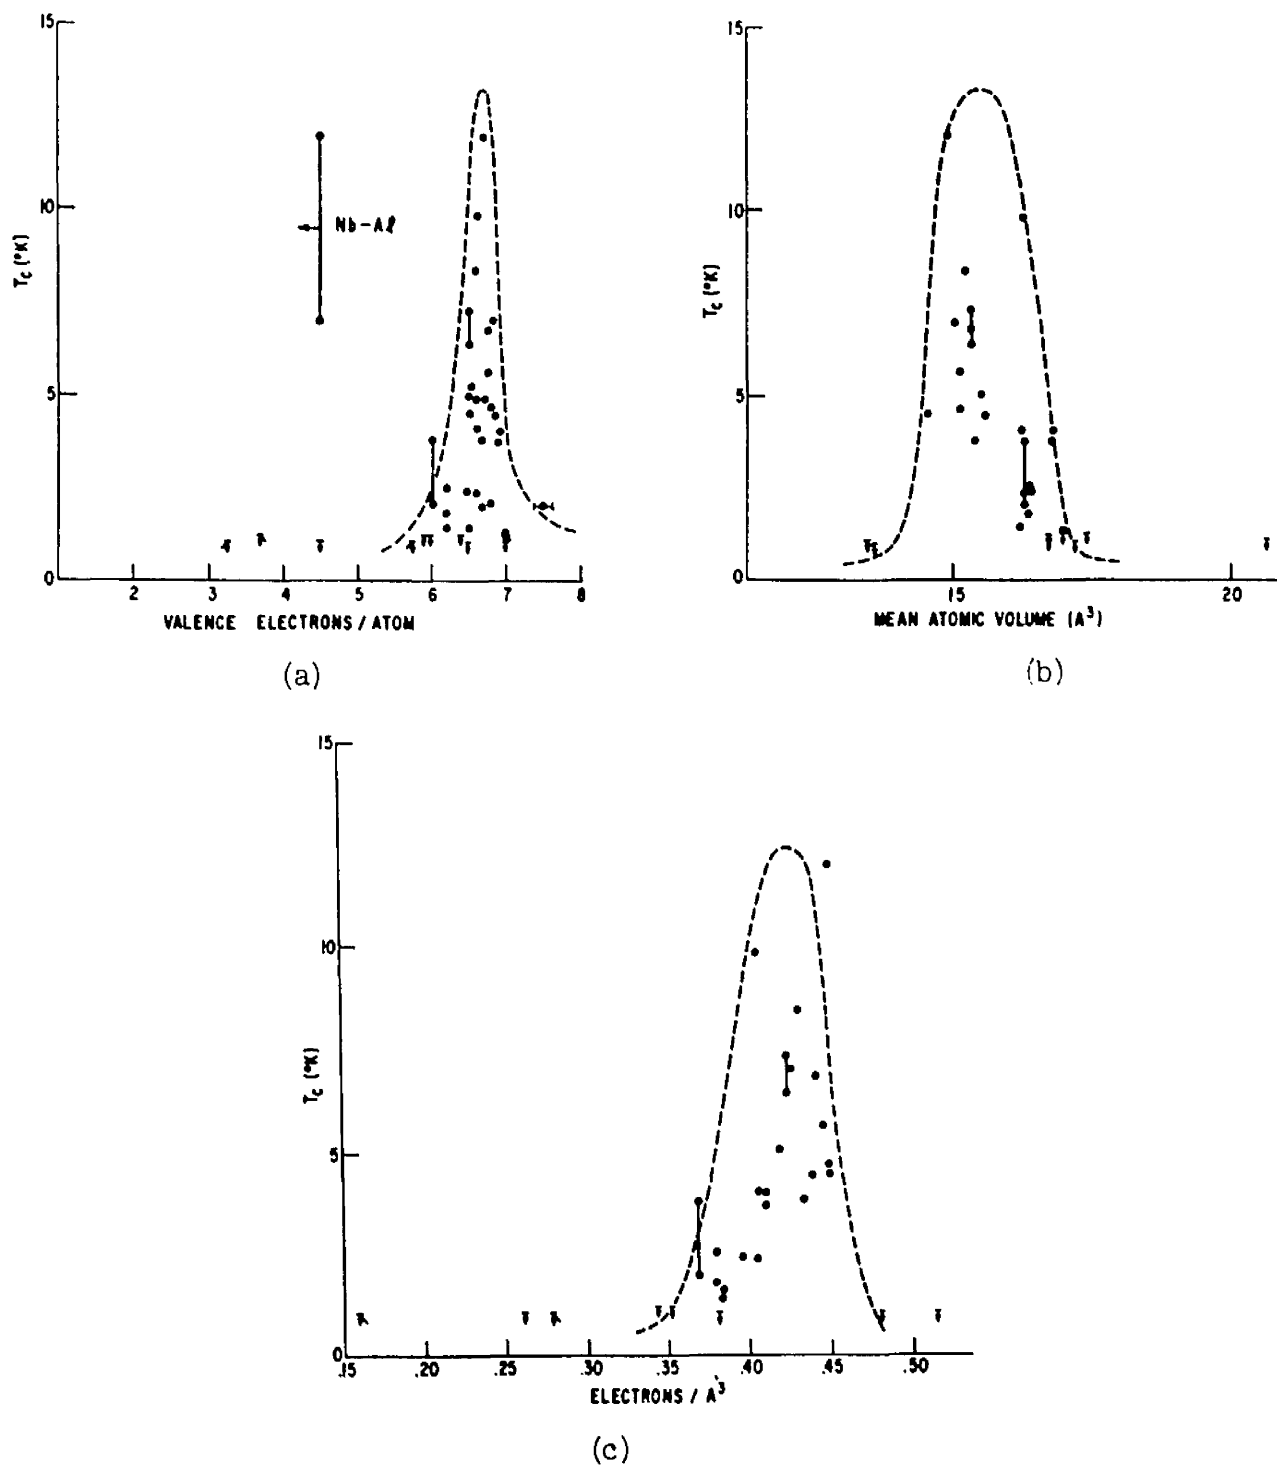 15
10
5
0
T_c (°K)
Nb-Al
2 3 4 5 6 7 8
VALENCE ELECTRONS / ATOM
(a)
15
10
5
0
T_c (°K)
15 20
MEAN ATOMIC VOLUME (A³)
(b)
15
10
5
0
T_c (°K)
.15 .20 .25 .30 .35 .40 .45 .50
ELECTRONS / A³
(c)